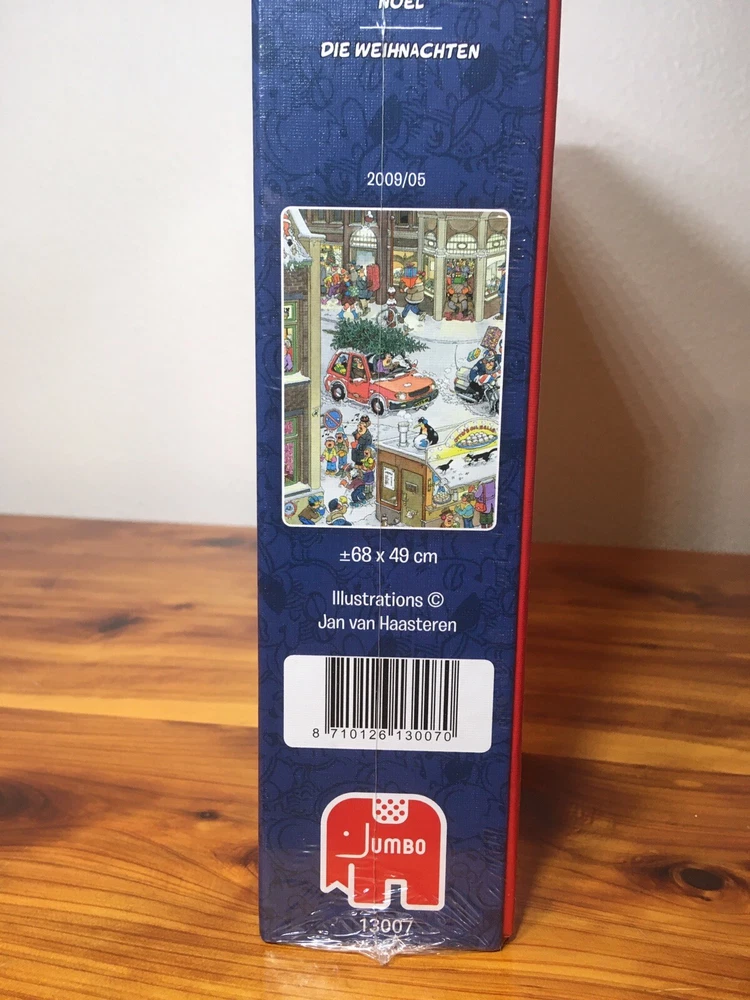 NOËL
DIE WEIHNACHTEN
2009/05
±68 x 49 cm
Illustrations ©
Jan van Haasteren
8 710126 130070
JUMBO
13007